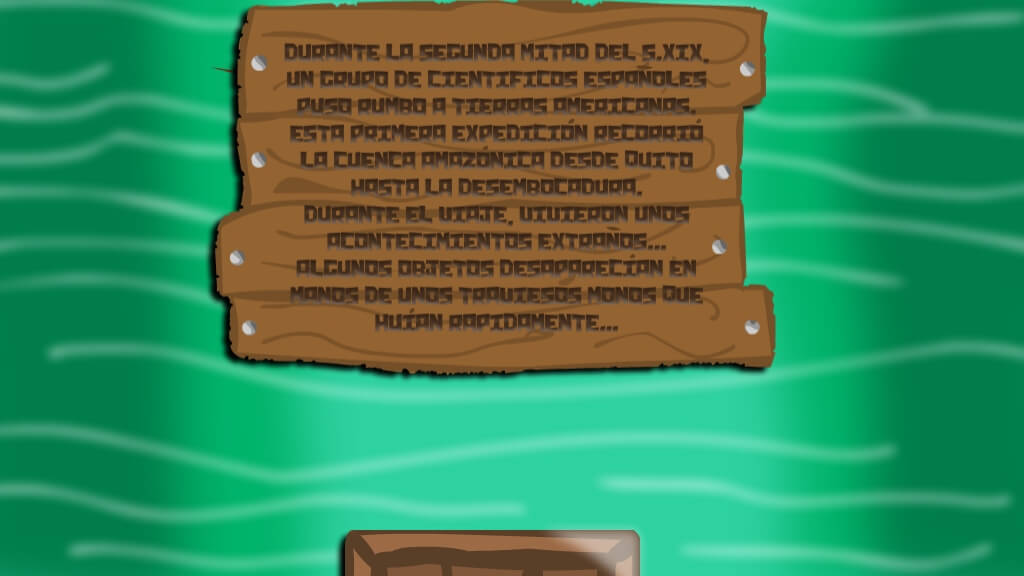 DURANTE LA SEGUNDA MITAD DEL S.XIX,
UN GRUPO DE CIENTIFICOS ESPAÑOLES
PUSO RUMBO A TIERRAS AMERICANAS.
ESTA PRIMERA EXPEDICIÓN RECORRIÓ
LA CUENCA AMAZÓNICA DESDE QUITO
HASTA LA DESEMBOCADURA.
DURANTE EL VIAJE, VIVIERON UNOS
ACONTECIMIENTOS EXTRAÑOS...
ALGUNOS OBJETOS DESAPARECÍAN EN
MANOS DE UNOS TRAVIESOS MONOS QUE
HUÍAN RAPIDAMENTE...